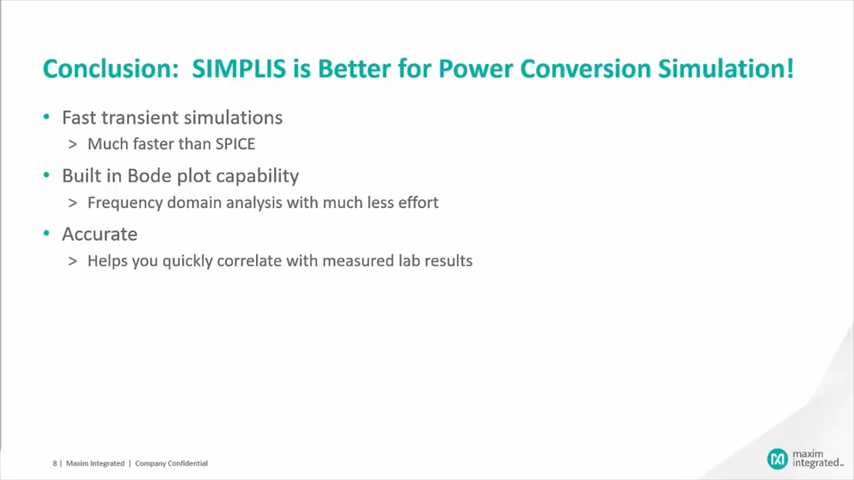 Conclusion:  SIMPLIS is Better for Power Conversion Simulation!
• Fast transient simulations
> Much faster than SPICE
• Built in Bode plot capability
> Frequency domain analysis with much less effort
• Accurate
> Helps you quickly correlate with measured lab results
8 | Maxim Integrated | Company Confidential
maxim
integrated™